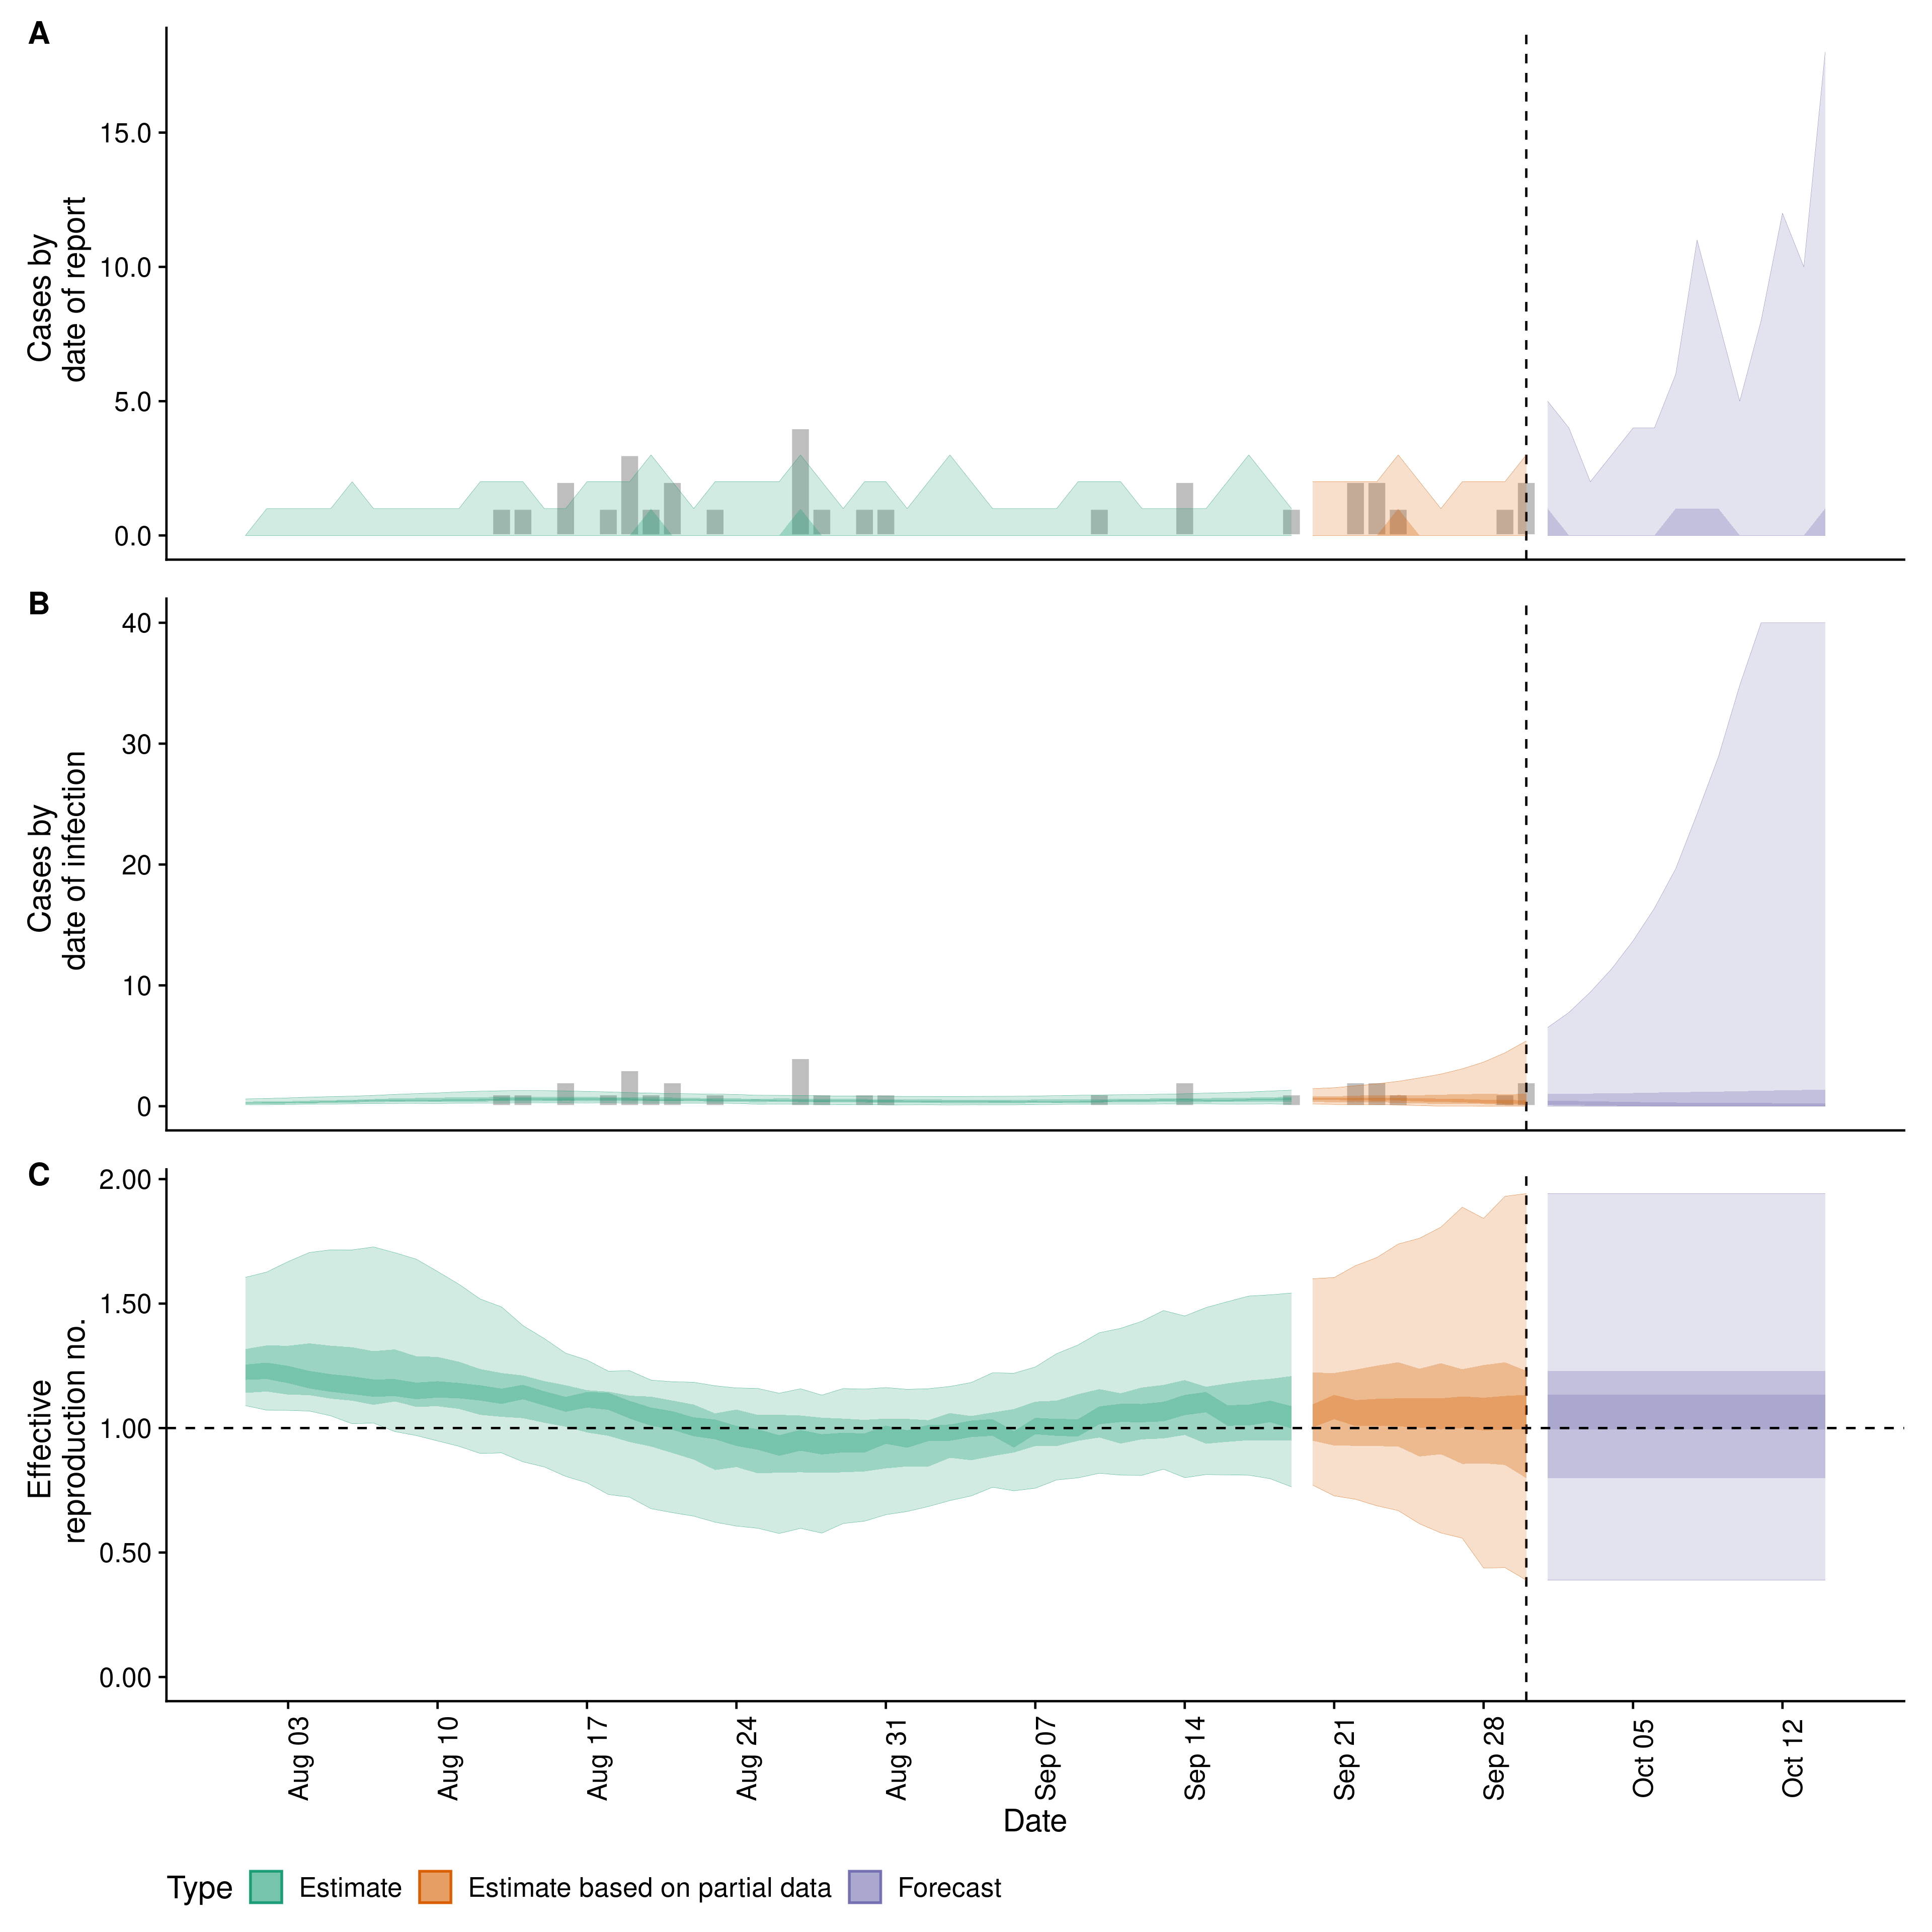 A
Cases by
date of report
15.0
10.0
5.0
0.0
B
Cases by
date of infection
40
30
20
10
0
C
Effective
reproduction no.
2.00
1.50
1.00
0.50
0.00
Aug 03
Aug 10
Aug 17
Aug 24
Aug 31
Sep 07
Sep 14
Sep 21
Sep 28
Oct 05
Oct 12
Date
Type Estimate Estimate based on partial data Forecast